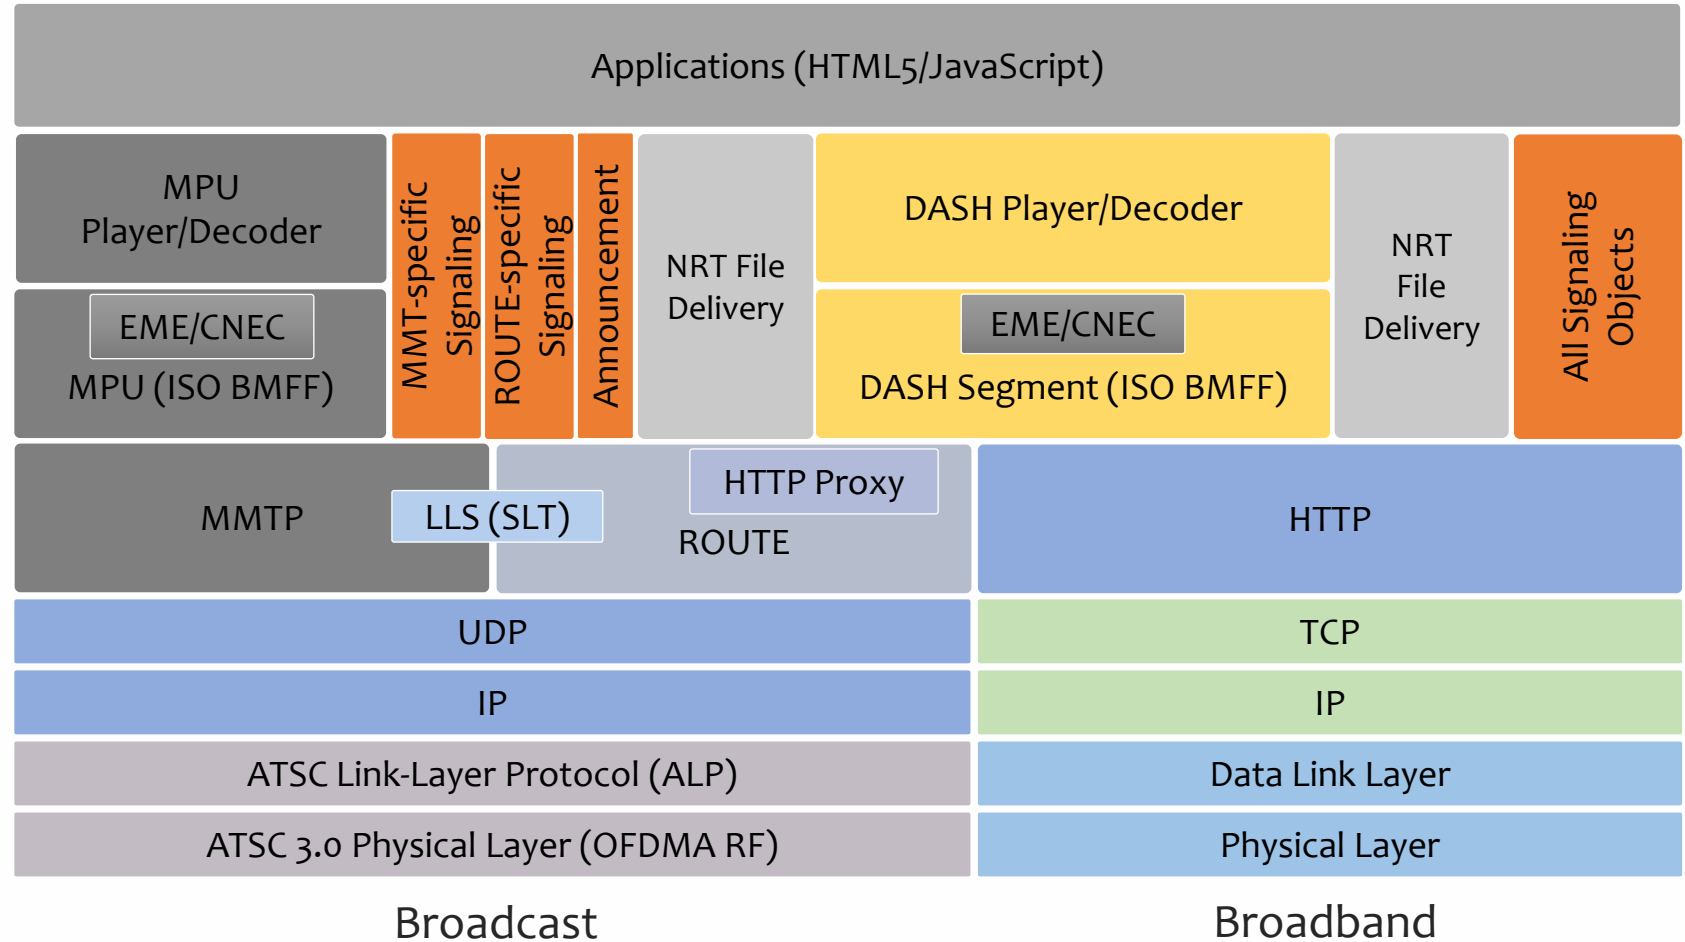 Applications (HTML5/JavaScript)
MPU
Player/Decoder
MMT-specific
Signaling
ROUTE-specific
Signaling
Announcement
NRT File
Delivery
DASH Player/Decoder
NRT
File
Delivery
All Signaling
Objects
EME/CNEC
MPU (ISO BMFF)
EME/CNEC
DASH Segment (ISO BMFF)
MMTP
LLS (SLT)
HTTP Proxy
ROUTE
HTTP
UDP
TCP
IP
IP
ATSC Link-Layer Protocol (ALP)
Data Link Layer
ATSC 3.0 Physical Layer (OFDMA RF)
Physical Layer
Broadcast
Broadband